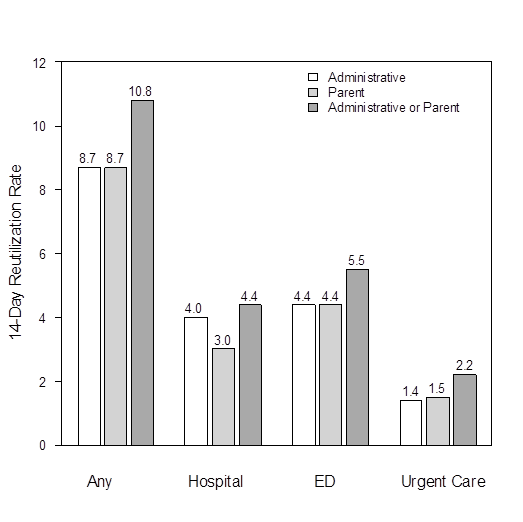 12
10
8
6
4
2
0
14-Day Reutilization Rate
Administrative
Parent
Administrative or Parent
8.7 8.7 10.8
4.0 3.0 4.4
4.4 4.4 5.5
1.4 1.5 2.2
Any Hospital ED Urgent Care